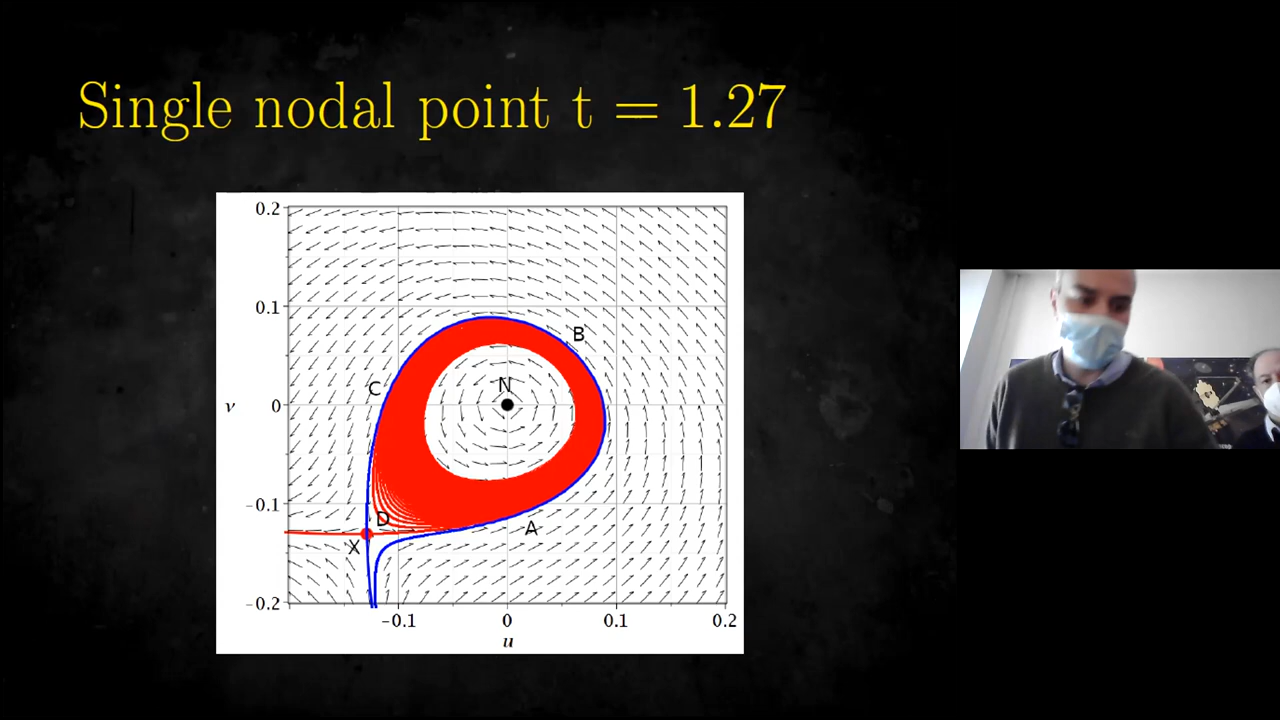 Single nodal point t = 1.27
0.2
0.1
B
C
N
v
0
−0.1
D
A
X
−0.2
−0.1
0
0.1
0.2
u